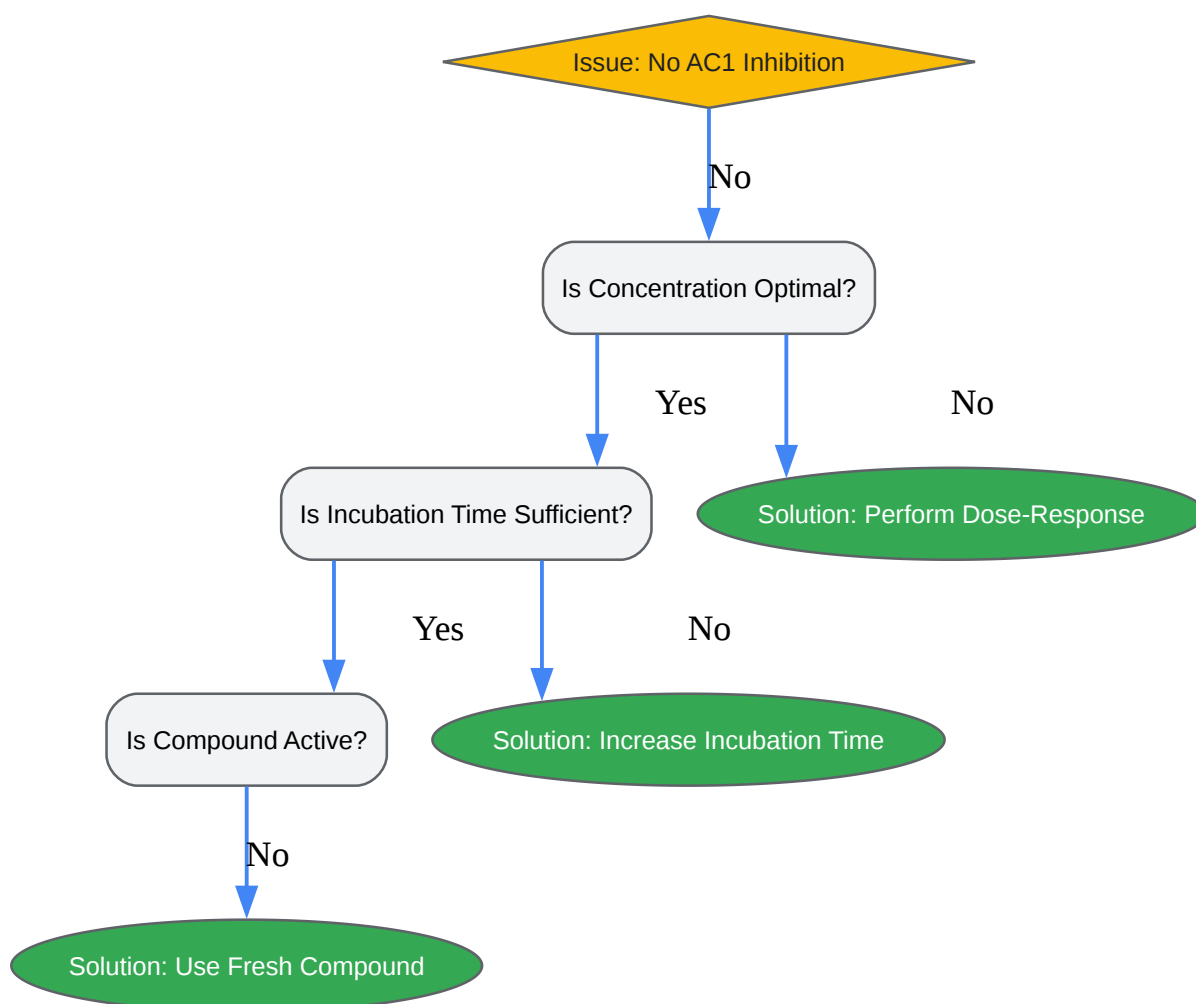 Issue: No AC1 Inhibition
No
Is Concentration Optimal?
Yes
No
Is Incubation Time Sufficient?
Solution: Perform Dose-Response
Yes
No
Is Compound Active?
Solution: Increase Incubation Time
No
Solution: Use Fresh Compound